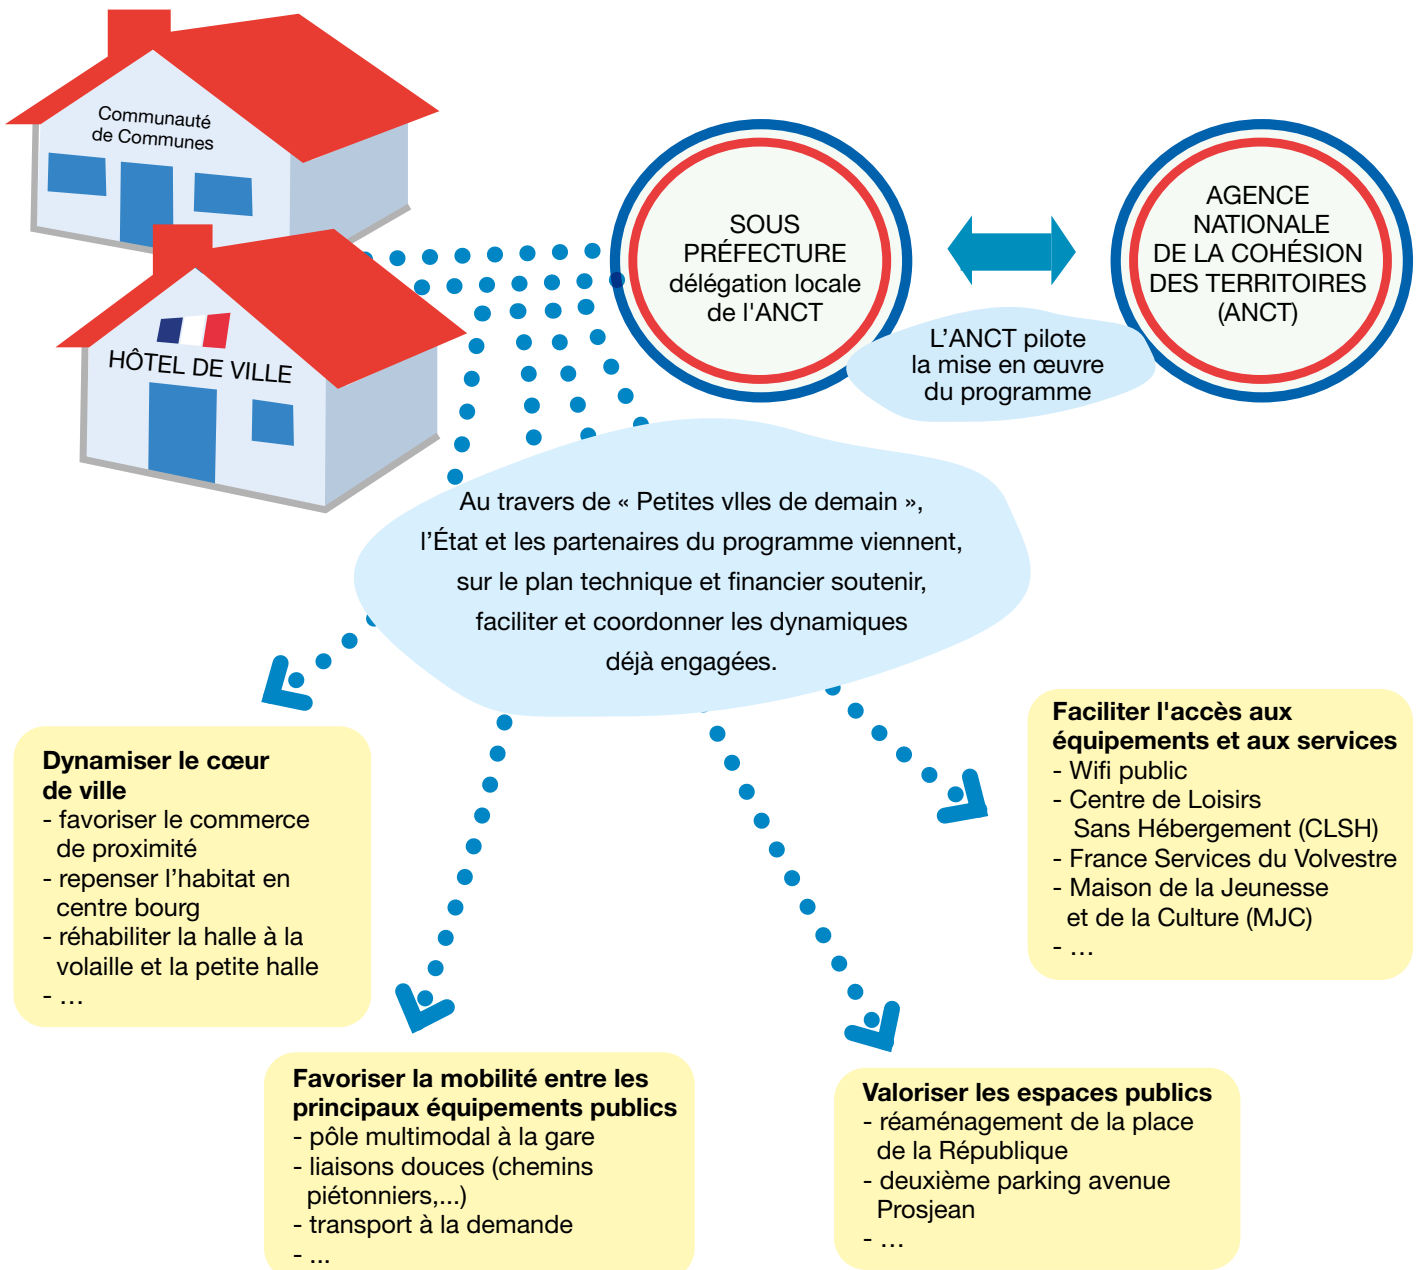 Communauté
de Communes
HÔTEL DE VILLE
SOUS
PRÉFECTURE
délégation locale
de l'ANCT
AGENCE
NATIONALE
DE LA COHÉSION
DES TERRITOIRES
(ANCT)
L'ANCT pilote
la mise en œuvre
du programme
Au travers de « Petites vlles de demain »,
l'État et les partenaires du programme viennent,
sur le plan technique et financier soutenir,
faciliter et coordonner les dynamiques
déjà engagées.
Dynamiser le cœur
de ville
- favoriser le commerce
de proximité
- repenser l'habitat en
centre bourg
- réhabiliter la halle à la
volaille et la petite halle
- …
Favoriser la mobilité entre les
principaux équipements publics
- pôle multimodal à la gare
- liaisons douces (chemins
piétonniers,...)
- transport à la demande
- ...
Valoriser les espaces publics
- réaménagement de la place
de la République
- deuxième parking avenue
Prosjean
- …
Faciliter l'accès aux
équipements et aux services
- Wifi public
- Centre de Loisirs
Sans Hébergement (CLSH)
- France Services du Volvestre
- Maison de la Jeunesse
et de la Culture (MJC)
- …